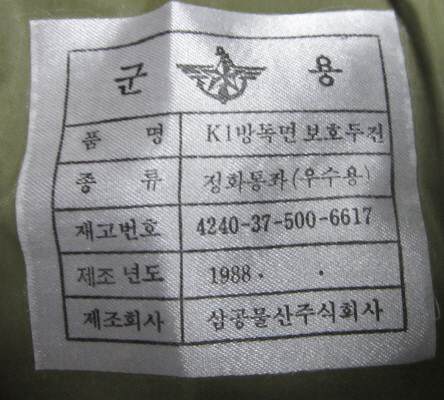 군 용
품 명 K1방독면 보호두건
종 류 정화통좌(우수용)
재고번호 4240-37-500-6617
제조 년도 1988. .
제조회사 삼공물산주식회사